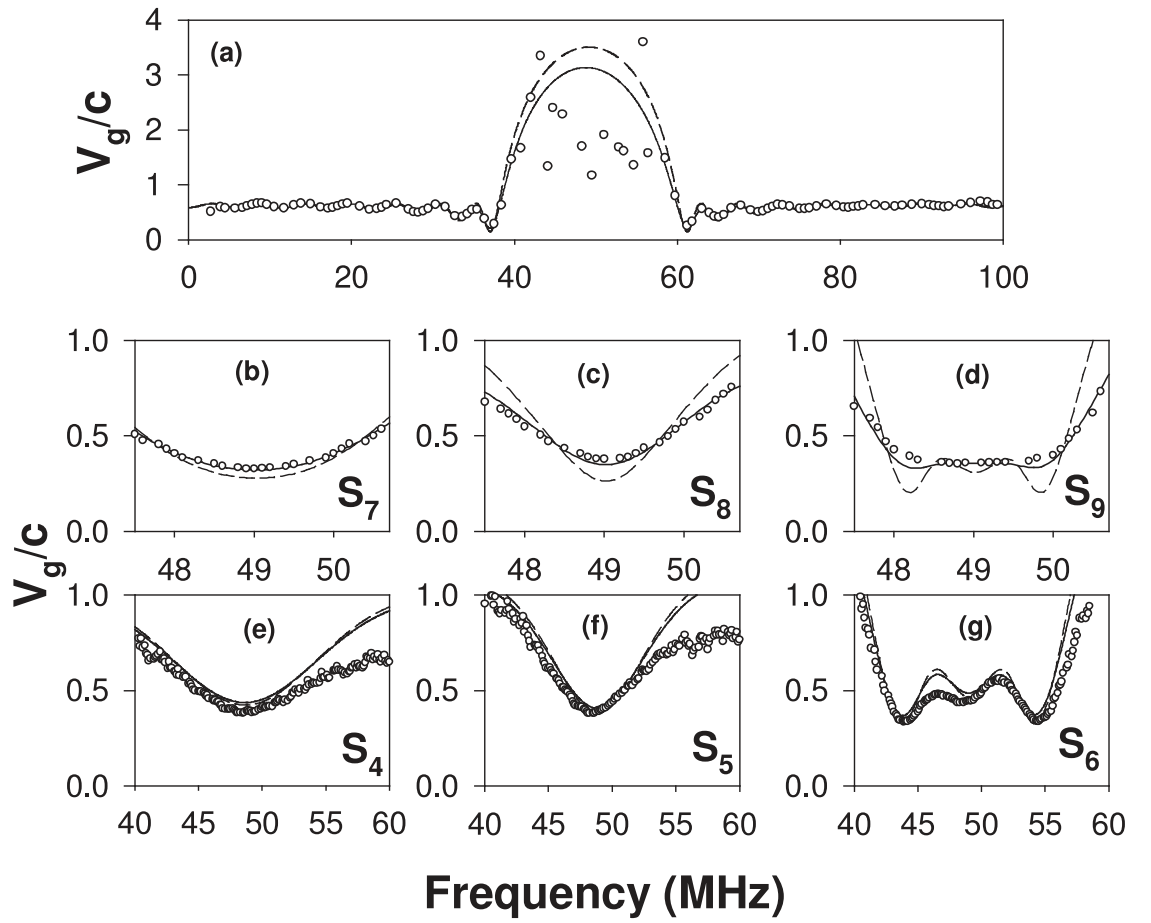 4
3
2
1
0
V_g/c
(a)
0 20 40 60 80 100
1.0 1.0 1.0
0.5 0.5 0.5
0.0 0.0 0.0
(b) (c) (d)
S_7 S_8 S_9
48 49 50 48 49 50 48 49 50
V_g/c
1.0 1.0 1.0
0.5 0.5 0.5
0.0 0.0 0.0
(e) (f) (g)
S_4 S_5 S_6
40 45 50 55 60 40 45 50 55 60 40 45 50 55 60
Frequency (MHz)